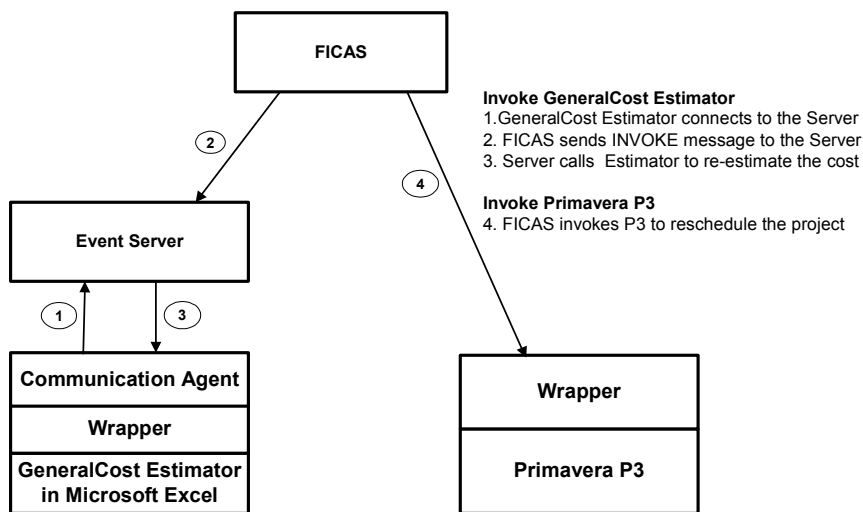 FICAS
Invoke GeneralCost Estimator
1.GeneralCost Estimator connects to the Server
2. FICAS sends INVOKE message to the Server
3. Server calls Estimator to re-estimate the cost
Invoke Primavera P3
4. FICAS invokes P3 to reschedule the project
2
4
Event Server
1
3
Communication Agent
Wrapper
GeneralCost Estimator
in Microsoft Excel
Wrapper
Primavera P3